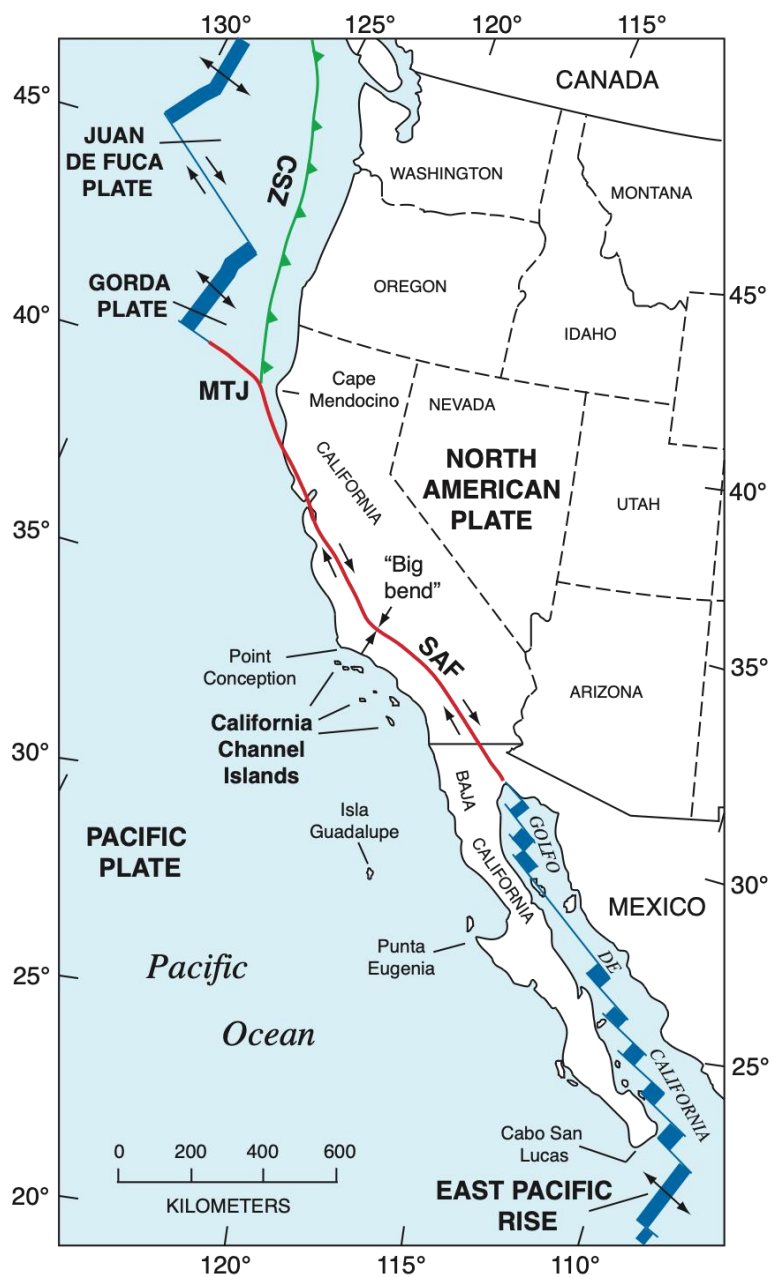 130°
125°
120°
115°
45°
CANADA
JUAN
DE FUCA
PLATE
CSZ
WASHINGTON
MONTANA
GORDA
PLATE
OREGON
45°
40°
IDAHO
MTJ
Cape
Mendocino
NEVADA
CALIFORNIA
NORTH
AMERICAN
PLATE
40°
UTAH
35°
“Big
bend”
SAF
Point
Conception
35°
ARIZONA
California
Channel
Islands
30°
BAJA
CALIFORNIA
Isla
Guadalupe
GOLFO
DE
CALIFORNIA
PACIFIC
PLATE
30°
MEXICO
Punta
Eugenia
Pacific
Ocean
25°
25°
Cabo San
Lucas
0 200 400 600
KILOMETERS
EAST PACIFIC
RISE
20°
120°
115°
110°